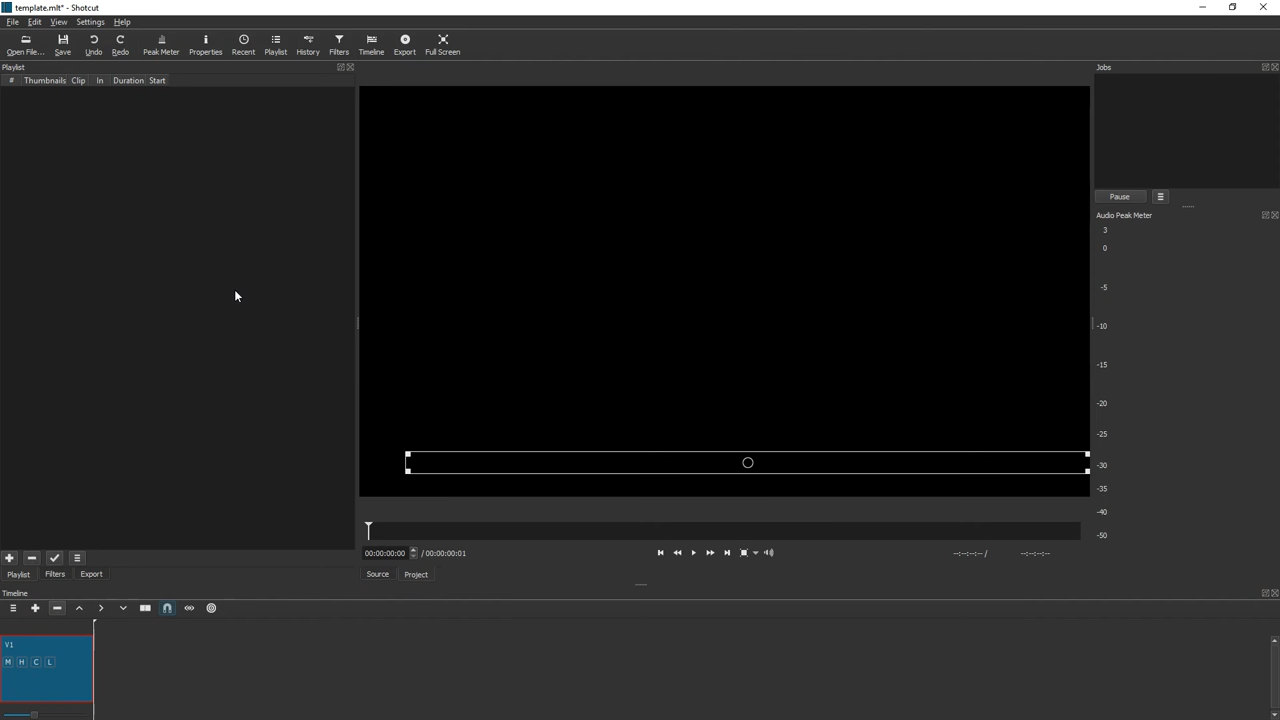 template.mlt* - Shotcut
File Edit View Settings Help
Open File... Save Undo Redo Peak Meter Properties Recent Playlist History Filters Timeline Export Full Screen
Playlist
# Thumbnails Clip In Duration Start
Jobs
Pause
Audio Peak Meter
3
0
-5
-10
-15
-20
-25
-30
-35
-40
-50
00:00:00:00 / 00:00:00:01
--:--:--:-- / --:--:--:--
Playlist Filters Export
Source Project
Timeline
V1
M H C L